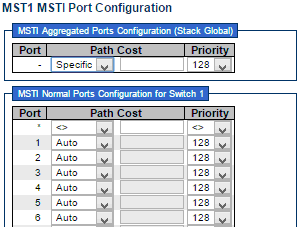 MST1 MSTI Port Configuration
MSTI Aggregated Ports Configuration (Stack Global)
Port Path Cost Priority
- Specific 128
MSTI Normal Ports Configuration for Switch 1
Port Path Cost Priority
* <> <>
1 Auto 128
2 Auto 128
3 Auto 128
4 Auto 128
5 Auto 128
6 Auto 128